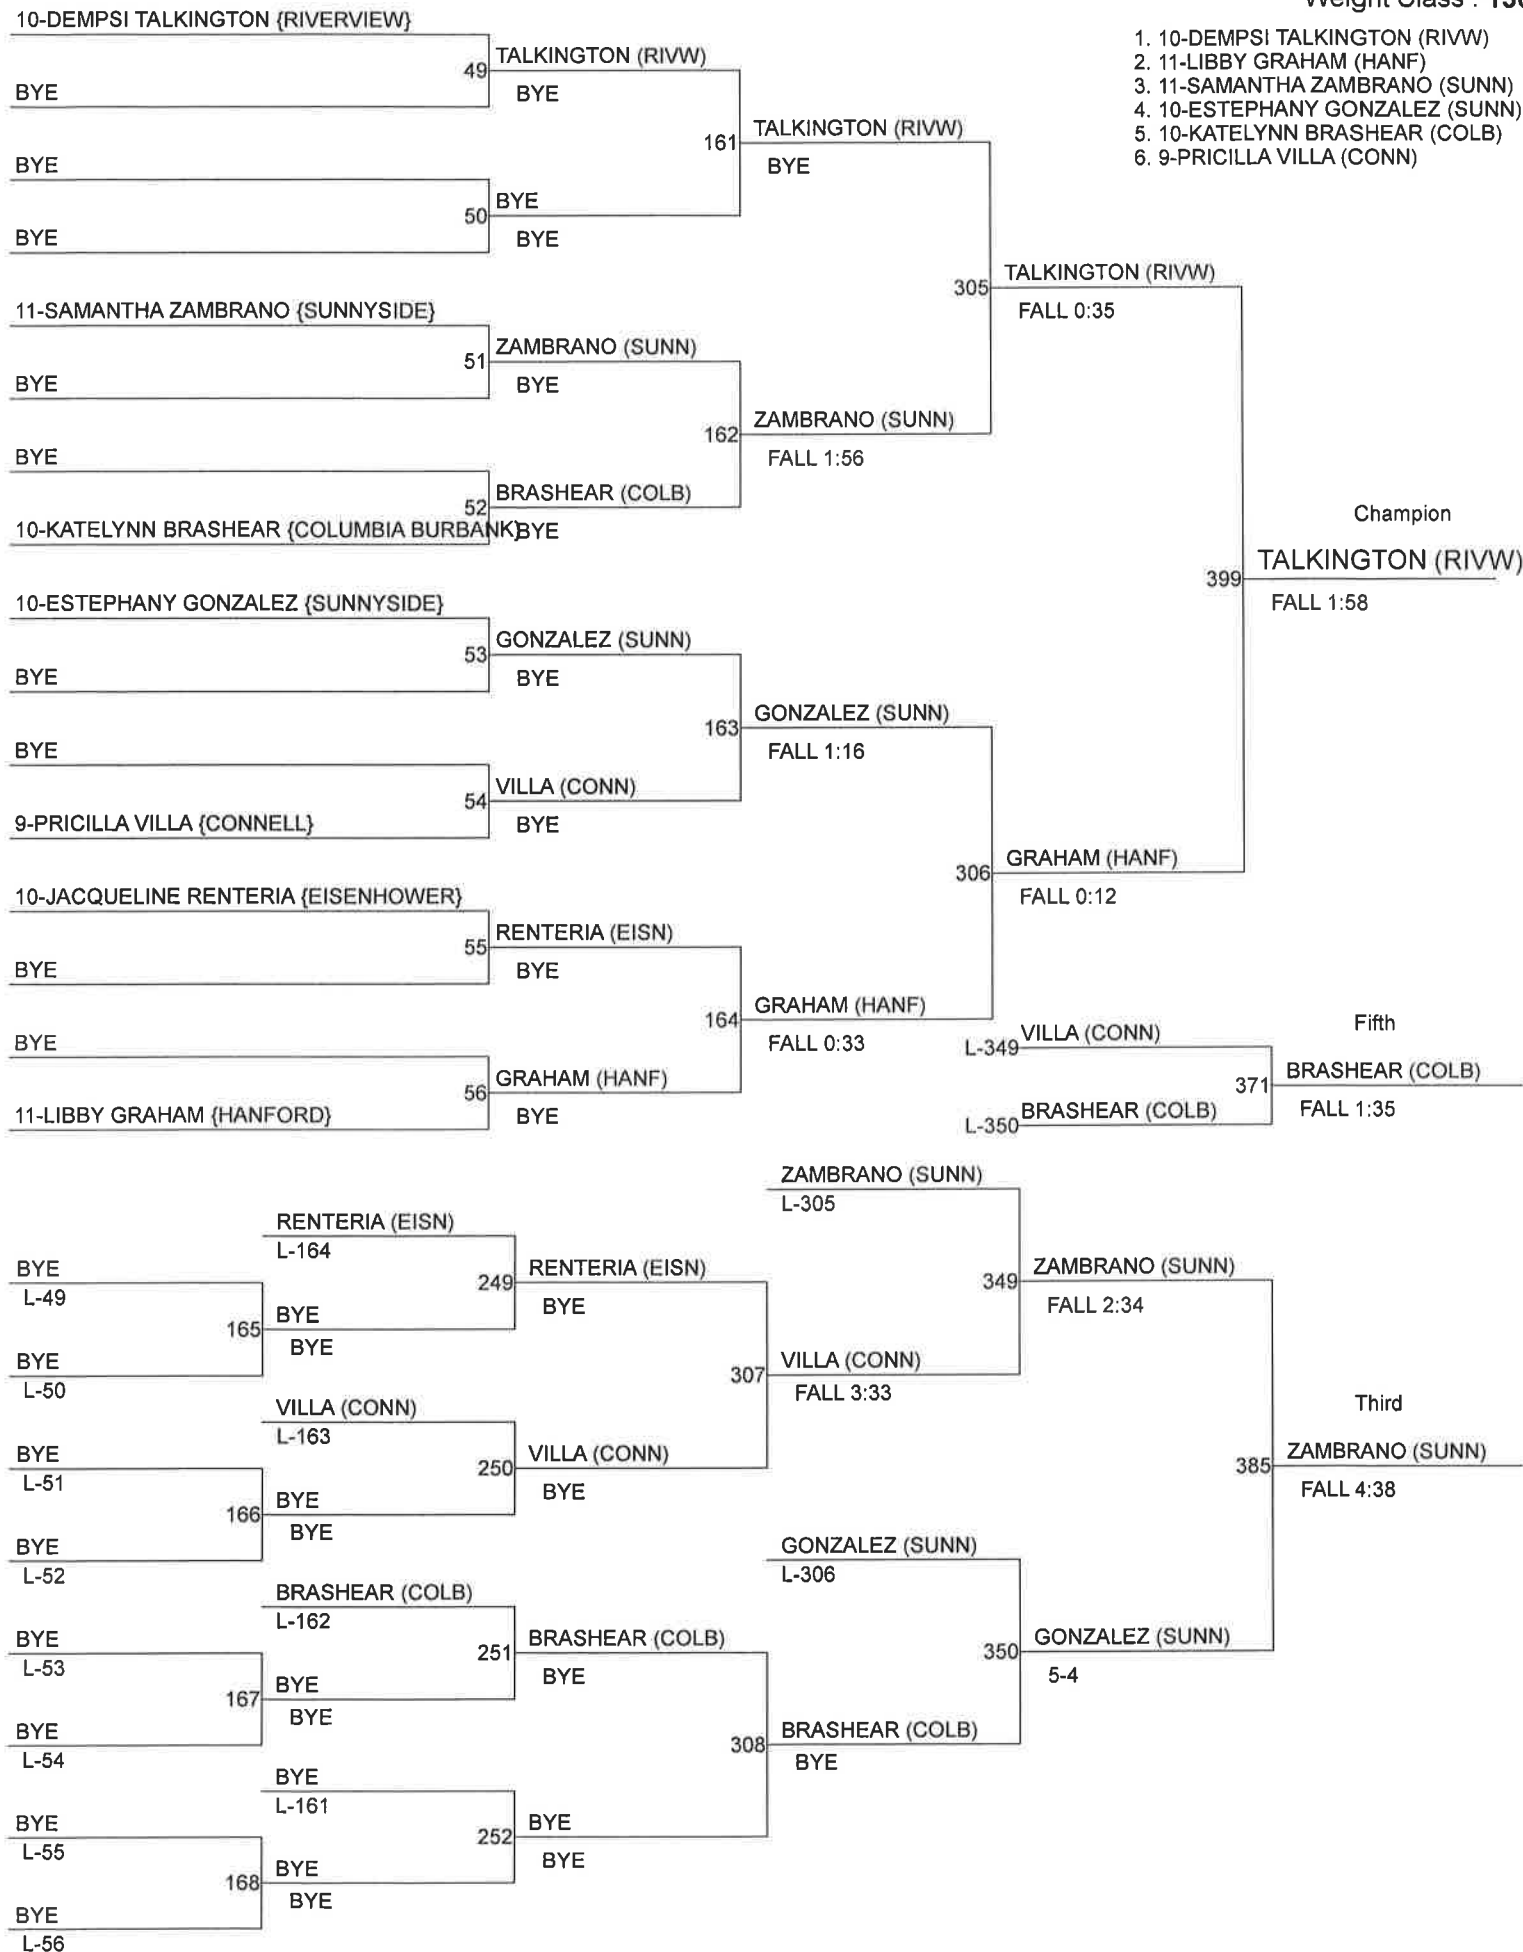 Weight Class :
1. 10-DEMPSI TALKINGTON (RIVW)
2. 11-LIBBY GRAHAM (HANF)
3. 11-SAMANTHA ZAMBRANO (SUNN)
4. 10-ESTEPHANY GONZALEZ (SUNN)
5. 10-KATELYNN BRASHEAR (COLB)
6. 9-PRICILLA VILLA (CONN)
10-DEMPSI TALKINGTON {RIVERVIEW}
49
TALKINGTON (RIVW)
BYE
BYE
161
TALKINGTON (RIVW)
BYE
BYE
50
BYE
BYE
BYE
305
TALKINGTON (RIVW)
FALL 0:35
11-SAMANTHA ZAMBRANO {SUNNYSIDE}
51
ZAMBRANO (SUNN)
BYE
BYE
162
ZAMBRANO (SUNN)
FALL 1:56
BYE
52
BRASHEAR (COLB)
BYE
10-KATELYNN BRASHEAR {COLUMBIA BURBANK}
Champion
399
TALKINGTON (RIVW)
FALL 1:58
10-ESTEPHANY GONZALEZ {SUNNYSIDE}
53
GONZALEZ (SUNN)
BYE
BYE
163
GONZALEZ (SUNN)
FALL 1:16
BYE
54
VILLA (CONN)
BYE
9-PRICILLA VILLA {CONNELL}
306
GRAHAM (HANF)
FALL 0:12
10-JACQUELINE RENTERIA {EISENHOWER}
55
RENTERIA (EISN)
BYE
BYE
164
GRAHAM (HANF)
FALL 0:33
BYE
56
GRAHAM (HANF)
BYE
11-LIBBY GRAHAM {HANFORD}
Fifth
L-349
VILLA (CONN)
371
BRASHEAR (COLB)
FALL 1:35
L-350
BRASHEAR (COLB)
ZAMBRANO (SUNN)
L-305
RENTERIA (EISN)
L-164
BYE
L-49
249
RENTERIA (EISN)
BYE
349
ZAMBRANO (SUNN)
FALL 2:34
165
BYE
BYE
BYE
L-50
307
VILLA (CONN)
FALL 3:33
VILLA (CONN)
L-163
BYE
L-51
250
VILLA (CONN)
BYE
166
BYE
BYE
BYE
L-52
Third
385
ZAMBRANO (SUNN)
FALL 4:38
GONZALEZ (SUNN)
L-306
BRASHEAR (COLB)
L-162
BYE
L-53
251
BRASHEAR (COLB)
BYE
350
GONZALEZ (SUNN)
5-4
167
BYE
BYE
BYE
L-54
308
BRASHEAR (COLB)
BYE
BYE
L-161
BYE
L-55
252
BYE
BYE
168
BYE
BYE
BYE
L-56